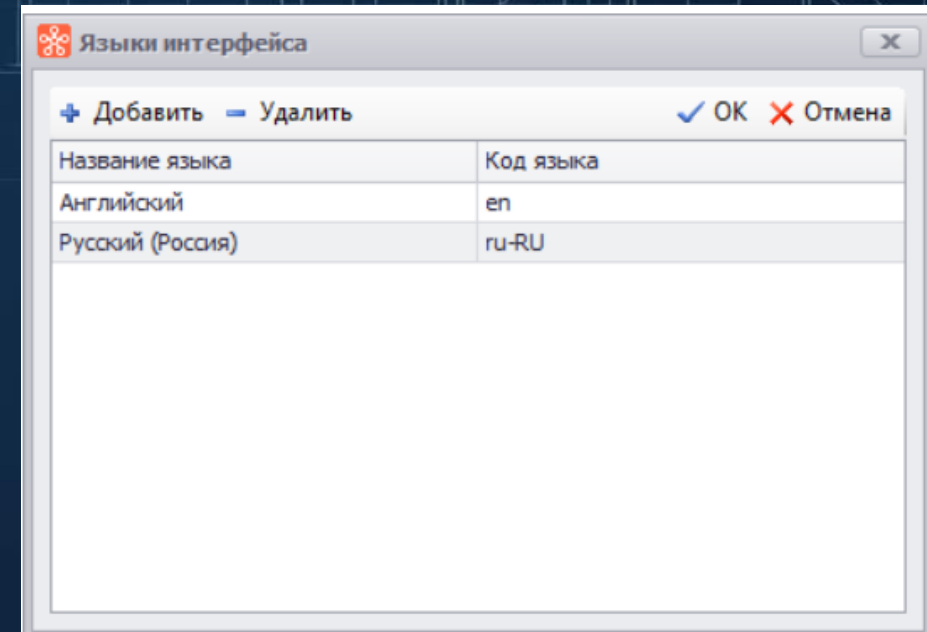 Языки интерфейса
Добавить Удалить OK Отмена
Название языка Код языка
Английский en
Русский (Россия) ru-RU